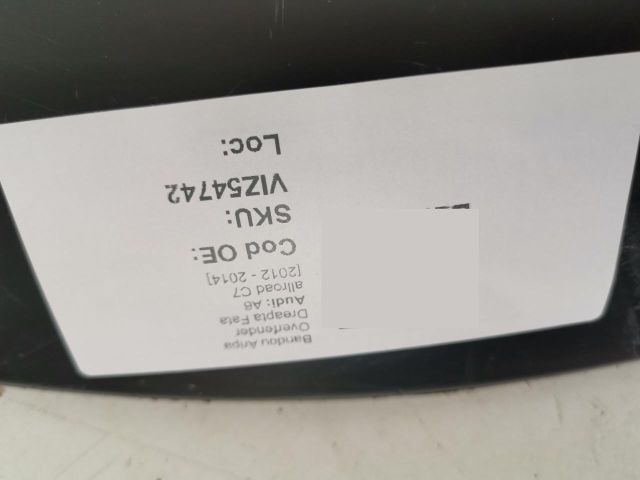 Bandou Aripa
Overfender
Dreapta Fata
Audi: A6
allroad C7
[2012 - 2014]
Cod OE:
SKU:
VIZ54742
Loc: